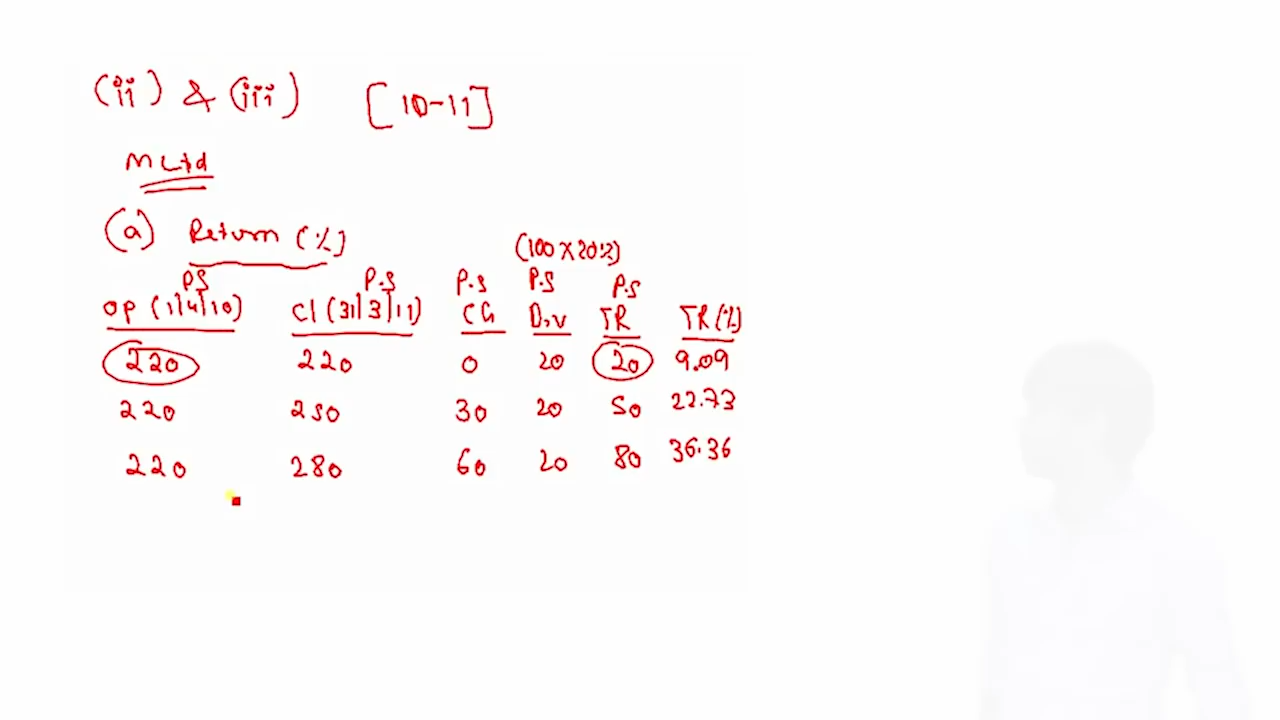 (ii) & (iii) [10-11]
M Ltd
(a) Return (%)
(100 X 20%)
PS P.S P.S P.S P.S
OP (1|4|10) Cl (31|3|11) CG Div TR TR (%)
220 220 0 20 20 9.09
220 250 30 20 50 22.73
220 280 60 20 80 36.36